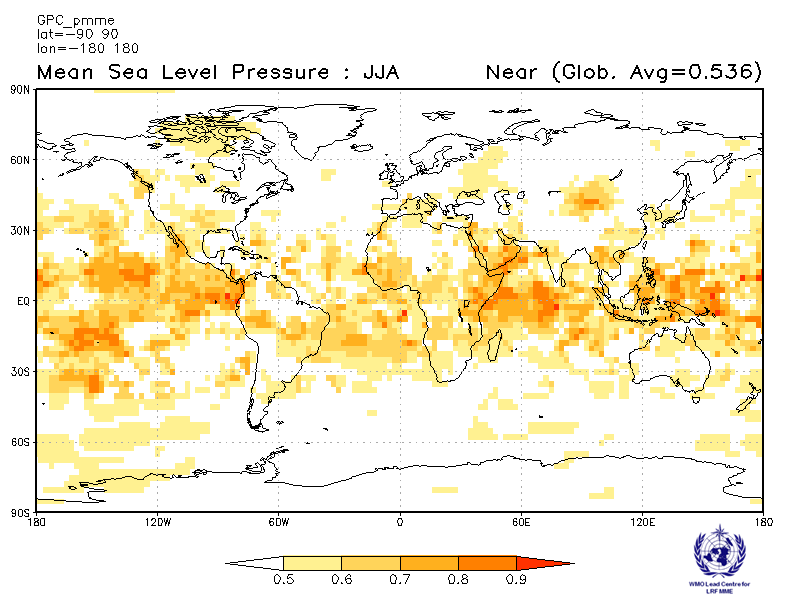 GPC_pmme
lat=−90 90
lon=−180 180
Mean Sea Level Pressure : JJA Near (Glob. Avg=0.536)
90N
60N
30N
EQ
30S
60S
90S
180 120W 60W 0 60E 120E 180
0.5 0.6 0.7 0.8 0.9
WMO Lead Centre for
LRF MME